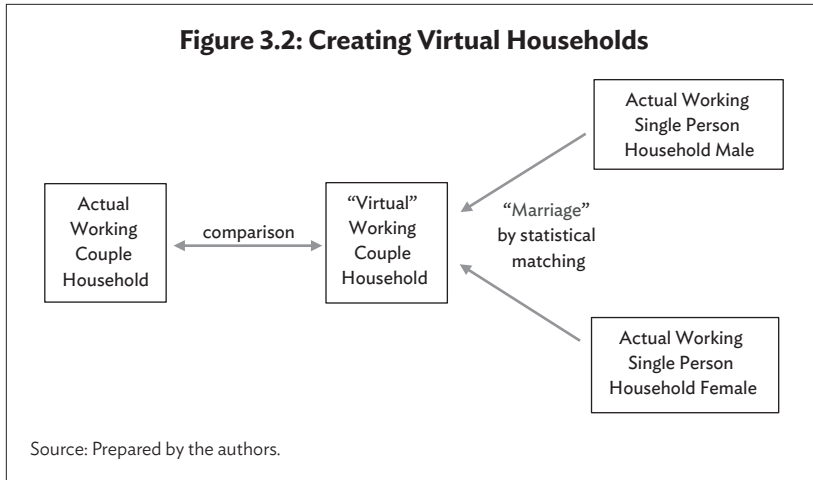 Figure 3.2: Creating Virtual Households
Actual
Working
Couple
Household
comparison
“Virtual”
Working
Couple
Household
“Marriage”
by statistical
matching
Actual Working
Single Person
Household Male
Actual Working
Single Person
Household Female
Source: Prepared by the authors.